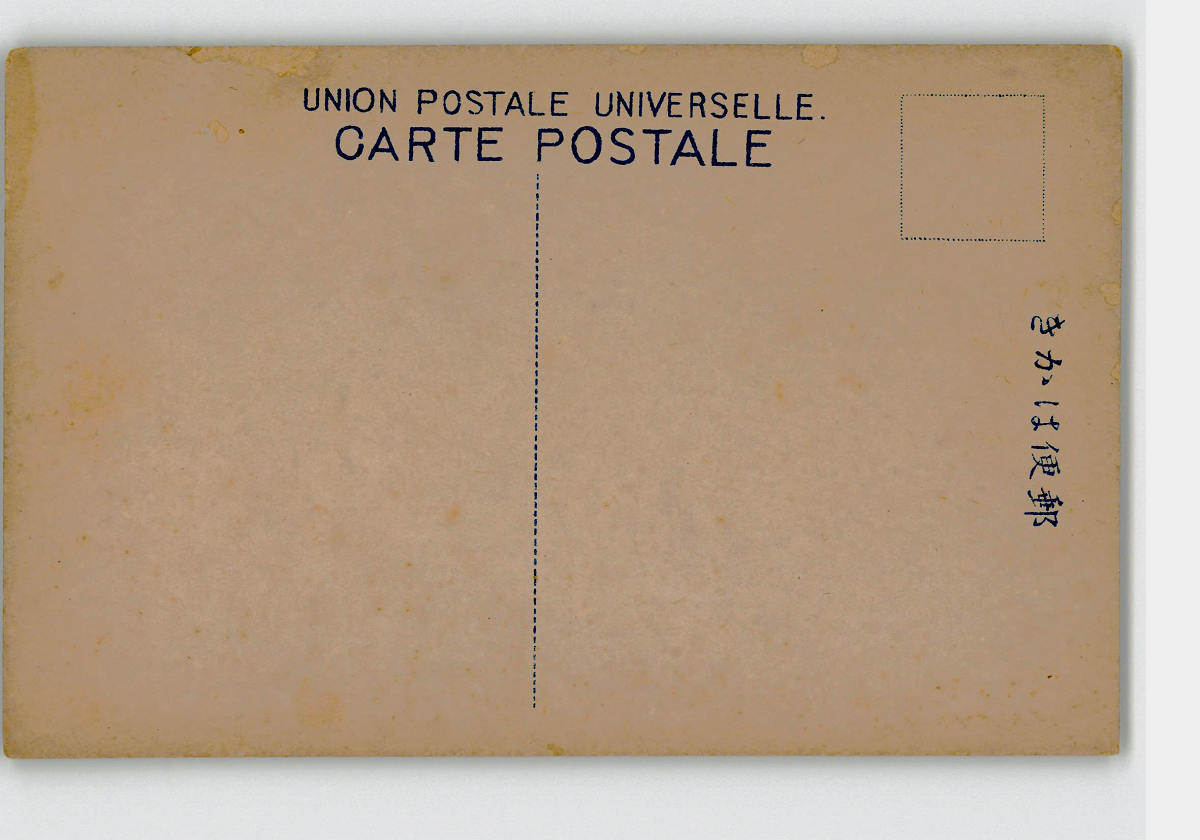 UNION POSTALE UNIVERSELLE.
CARTE POSTALE
郵便はかき